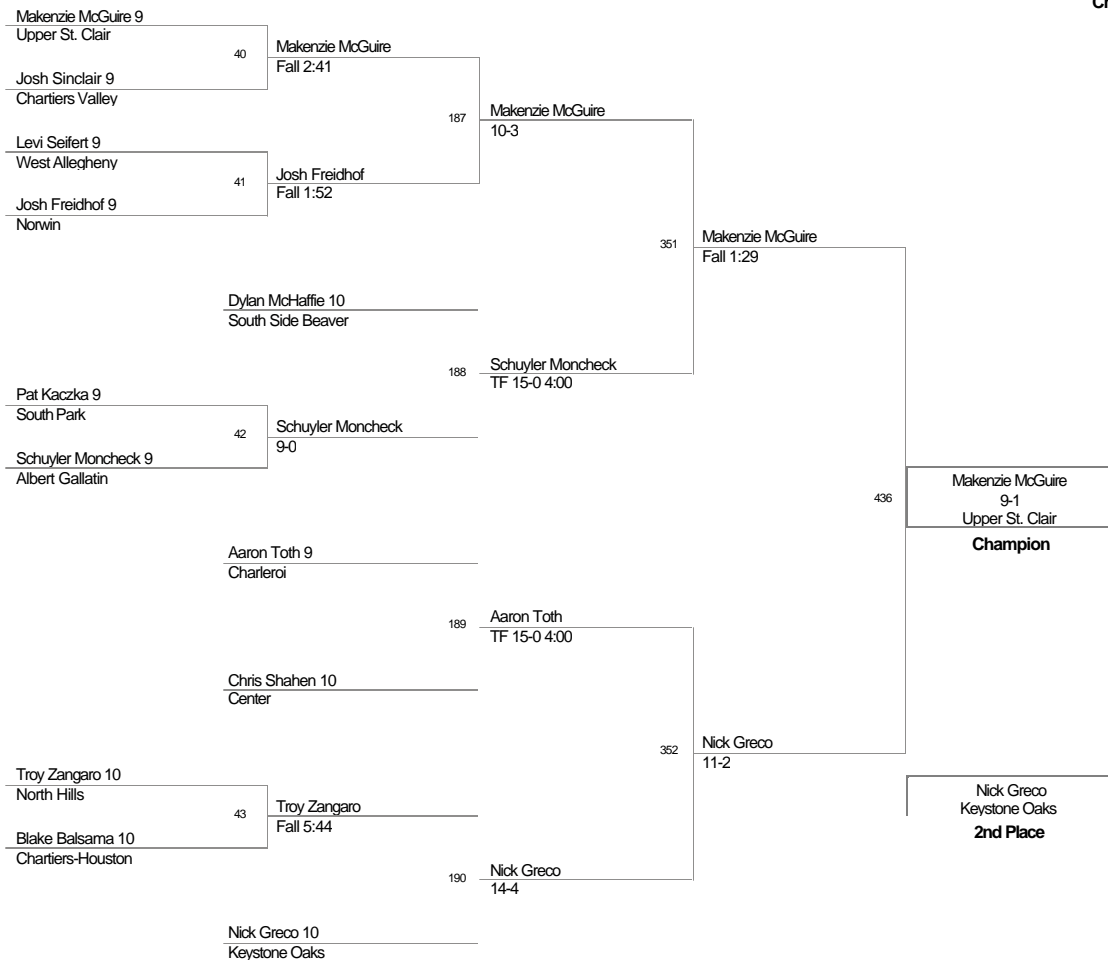 Ch
Makenzie McGuire 9
Upper St. Clair
40
Makenzie McGuire
Fall 2:41
Josh Sinclair 9
Chartiers Valley
187
Makenzie McGuire
10-3
Levi Seifert 9
West Allegheny
41
Josh Freidhof
Fall 1:52
Josh Freidhof 9
Norwin
351
Makenzie McGuire
Fall 1:29
Dylan McHaffie 10
South Side Beaver
188
Schuyler Moncheck
TF 15-0 4:00
Pat Kaczka 9
South Park
42
Schuyler Moncheck
9-0
Schuyler Moncheck 9
Albert Gallatin
436
Makenzie McGuire
9-1
Upper St. Clair
Champion
Aaron Toth 9
Charleroi
189
Aaron Toth
TF 15-0 4:00
Chris Shahen 10
Center
352
Nick Greco
11-2
Troy Zangaro 10
North Hills
43
Troy Zangaro
Fall 5:44
Blake Balsama 10
Chartiers-Houston
Nick Greco
Keystone Oaks
2nd Place
190
Nick Greco
14-4
Nick Greco 10
Keystone Oaks